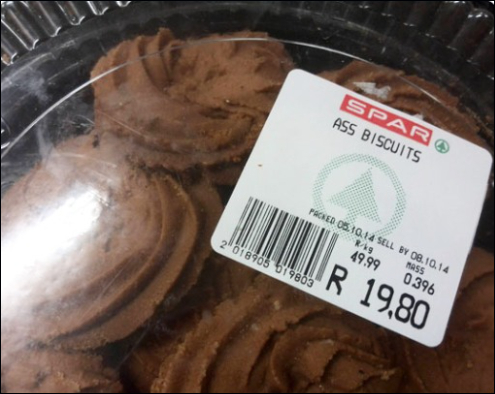 SPAR
ASS BISCUITS
PACKED 05.10.14 SELL BY 08.10.14
R/kg MASS
49.99 0.396
2 018905 019803
R 19,80